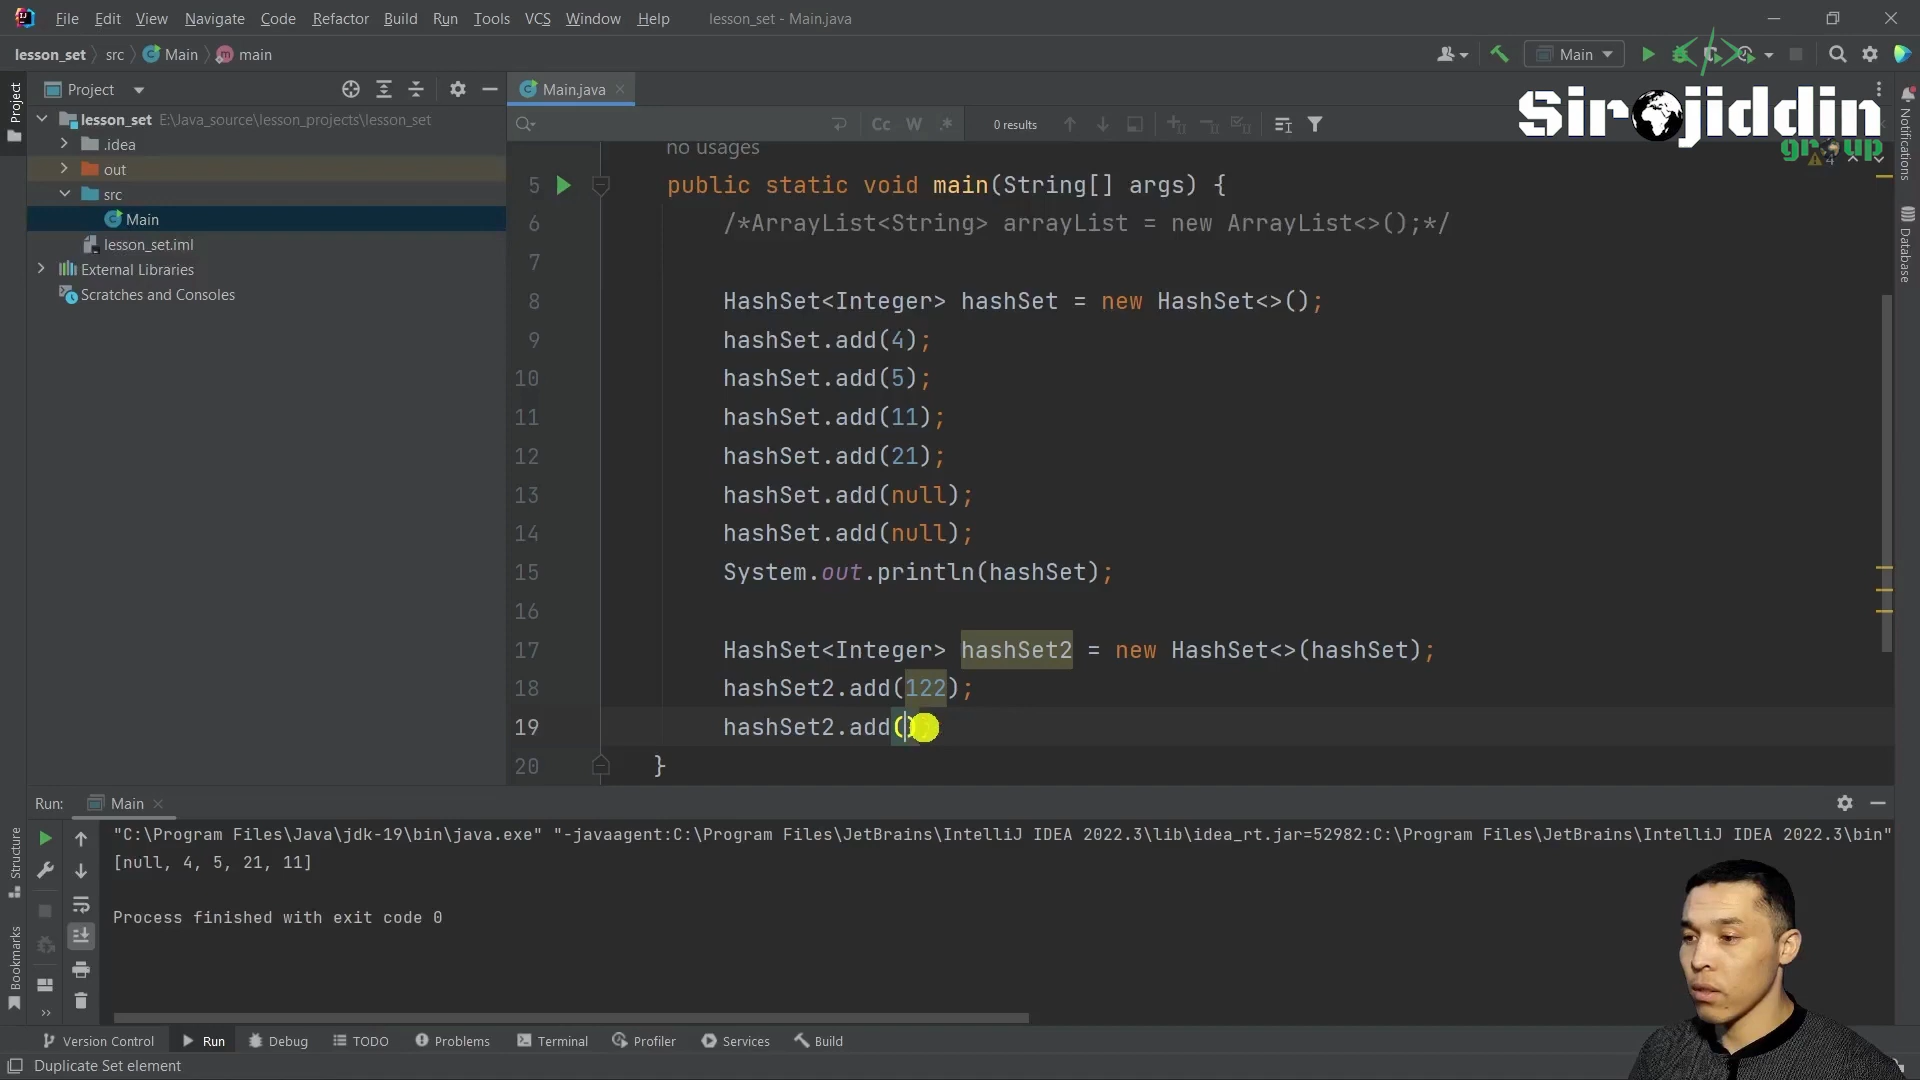 File Edit View Navigate Code Refactor Build Run Tools VCS Window Help lesson_set - Main.java
lesson_set src Main main Main
Project Main.java
Sirojiddin
group
lesson_set E:\Java_source\lesson_projects\lesson_set
.idea
out
src
Main
lesson_set.iml
External Libraries
Scratches and Consoles
Project
Structure
Bookmarks
Notifications
Database
Cc W .* 0 results
4
no usages
5 public static void main(String[] args) {
6 /*ArrayList<String> arrayList = new ArrayList<>();*/
7
8 HashSet<Integer> hashSet = new HashSet<>();
9 hashSet.add(4);
10 hashSet.add(5);
11 hashSet.add(11);
12 hashSet.add(21);
13 hashSet.add(null);
14 hashSet.add(null);
15 System.out.println(hashSet);
16
17 HashSet<Integer> hashSet2 = new HashSet<>(hashSet);
18 hashSet2.add(122);
19 hashSet2.add()
20 }
Run: Main
"C:\Program Files\Java\jdk-19\bin\java.exe" "-javaagent:C:\Program Files\JetBrains\IntelliJ IDEA 2022.3\lib\idea_rt.jar=52982:C:\Program Files\JetBrains\IntelliJ IDEA 2022.3\bin"
[null, 4, 5, 21, 11]
Process finished with exit code 0
Version Control Run Debug TODO Problems Terminal Profiler Services Build
Duplicate Set element